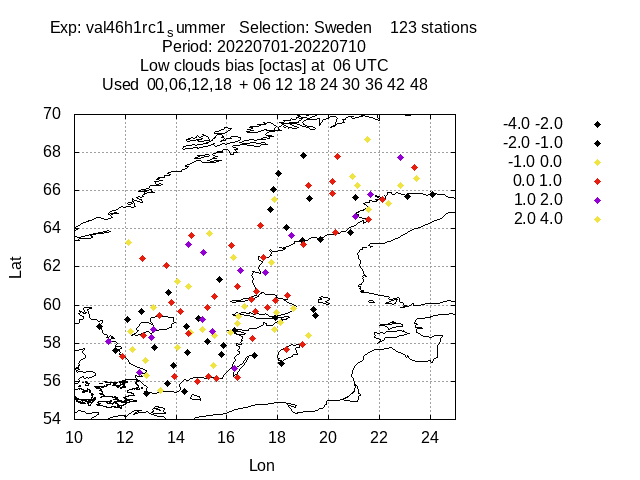 Exp: val46h1rc1summer Selection: Sweden 123 stations
Period: 20220701-20220710
Low clouds bias [octas] at 06 UTC
Used 00,06,12,18 + 06 12 18 24 30 36 42 48
70
68
66
64
62
60
58
56
54
Lat
10 12 14 16 18 20 22 24
Lon
-4.0 -2.0
-2.0 -1.0
-1.0 0.0
0.0 1.0
1.0 2.0
2.0 4.0